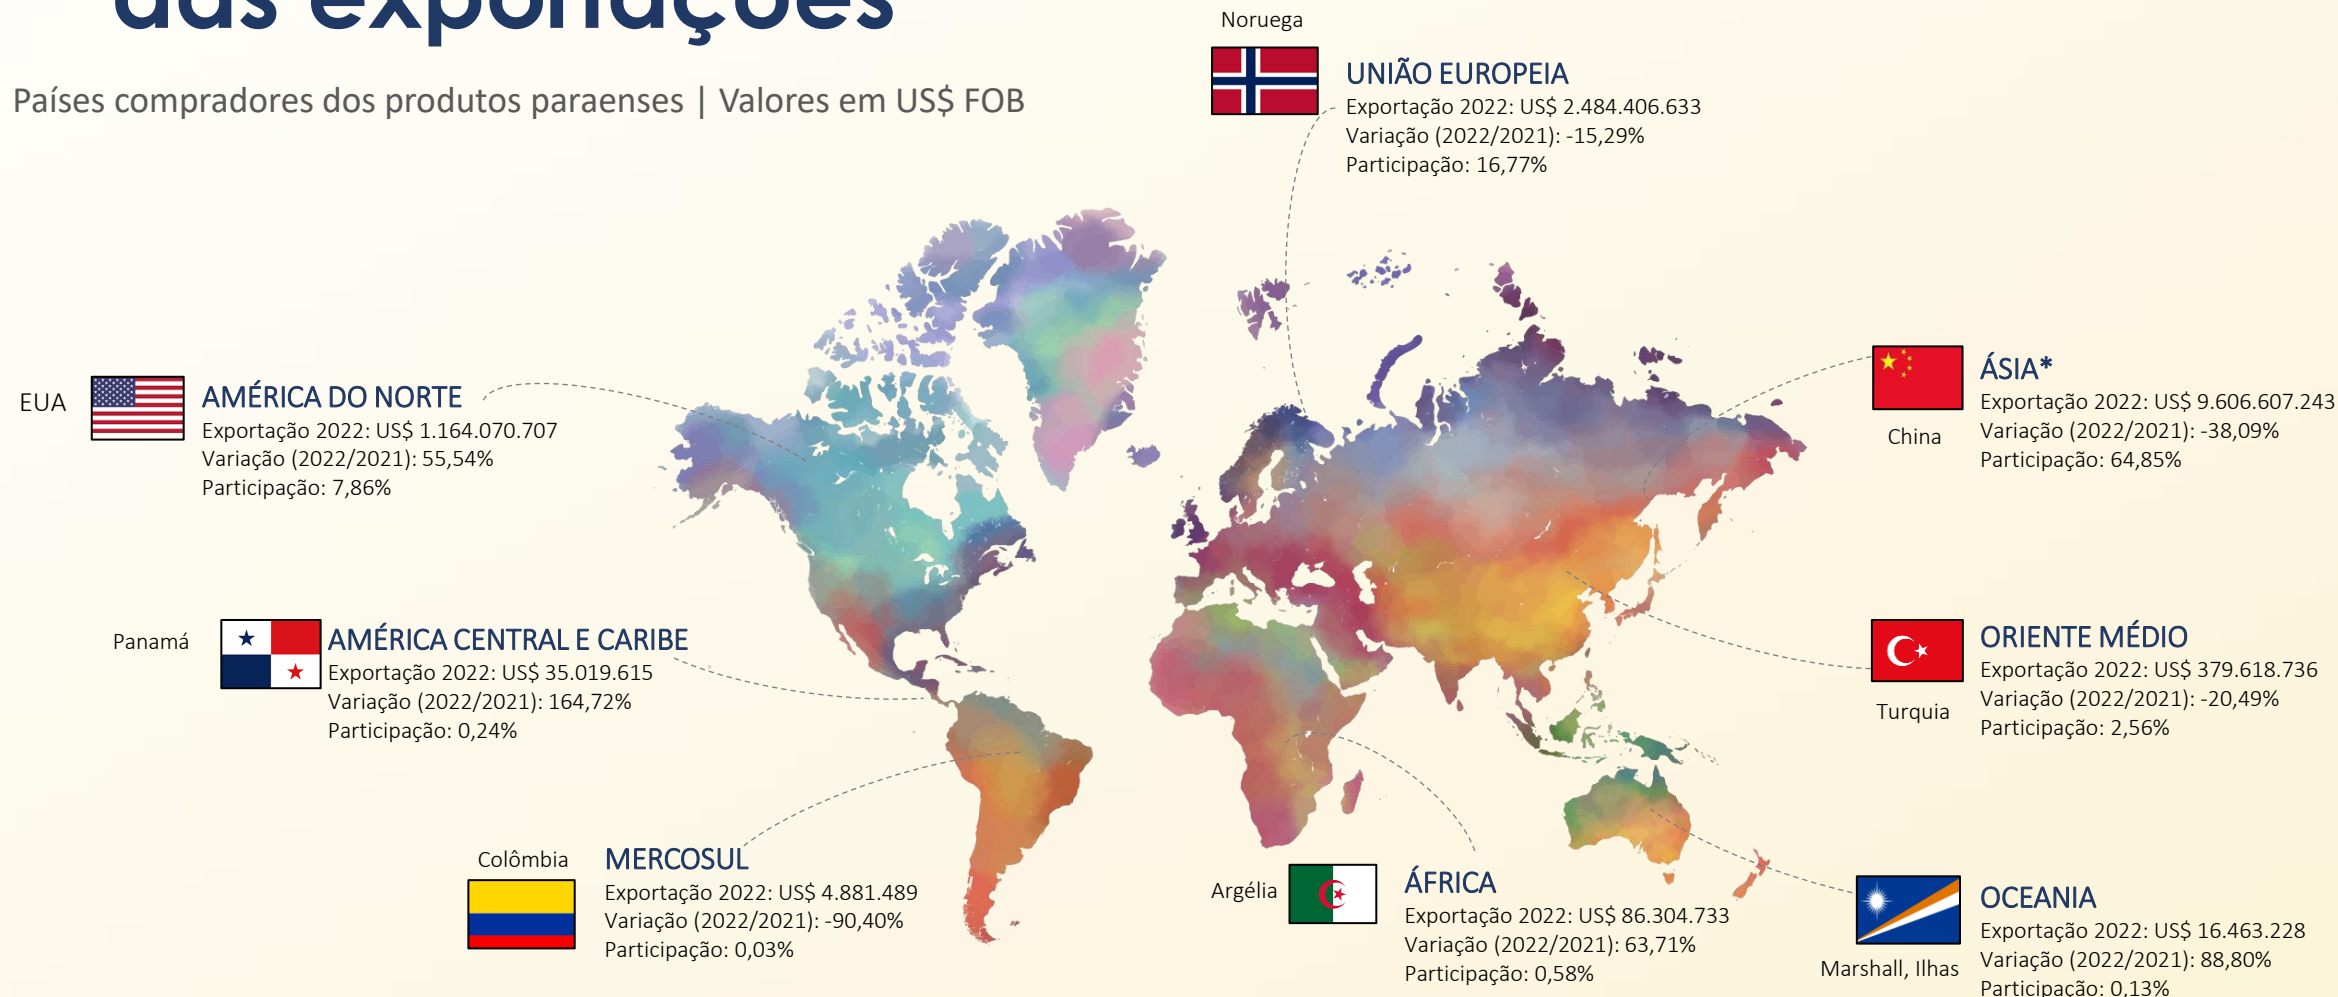 das exportações
Países compradores dos produtos paraenses | Valores em US$ FOB
Noruega
UNIÃO EUROPEIA
Exportação 2022: US$ 2.484.406.633
Variação (2022/2021): -15,29%
Participação: 16,77%
EUA
AMÉRICA DO NORTE
Exportação 2022: US$ 1.164.070.707
Variação (2022/2021): 55,54%
Participação: 7,86%
China
ÁSIA*
Exportação 2022: US$ 9.606.607.243
Variação (2022/2021): -38,09%
Participação: 64,85%
Panamá
AMÉRICA CENTRAL E CARIBE
Exportação 2022: US$ 35.019.615
Variação (2022/2021): 164,72%
Participação: 0,24%
Turquia
ORIENTE MÉDIO
Exportação 2022: US$ 379.618.736
Variação (2022/2021): -20,49%
Participação: 2,56%
Colômbia
MERCOSUL
Exportação 2022: US$ 4.881.489
Variação (2022/2021): -90,40%
Participação: 0,03%
Argélia
ÁFRICA
Exportação 2022: US$ 86.304.733
Variação (2022/2021): 63,71%
Participação: 0,58%
Marshall, Ilhas
OCEANIA
Exportação 2022: US$ 16.463.228
Variação (2022/2021): 88,80%
Participação: 0,13%